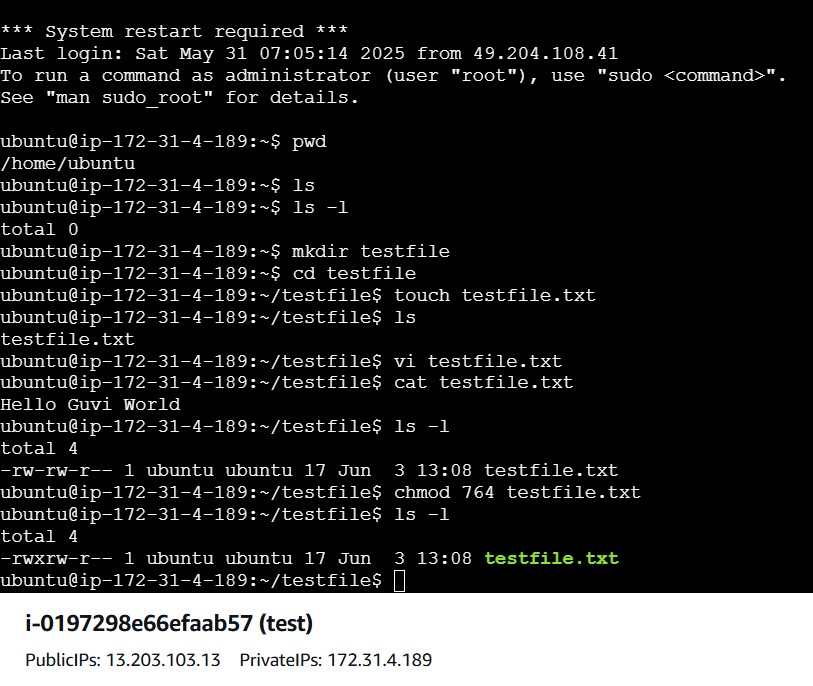 *** System restart required ***
Last login: Sat May 31 07:05:14 2025 from 49.204.108.41
To run a command as administrator (user "root"), use "sudo <command>".
See "man sudo_root" for details.
ubuntu@ip-172-31-4-189:~$ pwd
/home/ubuntu
ubuntu@ip-172-31-4-189:~$ ls
ubuntu@ip-172-31-4-189:~$ ls -l
total 0
ubuntu@ip-172-31-4-189:~$ mkdir testfile
ubuntu@ip-172-31-4-189:~$ cd testfile
ubuntu@ip-172-31-4-189:~/testfile$ touch testfile.txt
ubuntu@ip-172-31-4-189:~/testfile$ ls
testfile.txt
ubuntu@ip-172-31-4-189:~/testfile$ vi testfile.txt
ubuntu@ip-172-31-4-189:~/testfile$ cat testfile.txt
Hello Guvi World
ubuntu@ip-172-31-4-189:~/testfile$ ls -l
total 4
-rw-rw-r-- 1 ubuntu ubuntu 17 Jun  3 13:08 testfile.txt
ubuntu@ip-172-31-4-189:~/testfile$ chmod 764 testfile.txt
ubuntu@ip-172-31-4-189:~/testfile$ ls -l
total 4
-rwxrw-r-- 1 ubuntu ubuntu 17 Jun  3 13:08 testfile.txt
ubuntu@ip-172-31-4-189:~/testfile$
i-0197298e66efaab57 (test)
PublicIPs: 13.203.103.13 PrivateIPs: 172.31.4.189